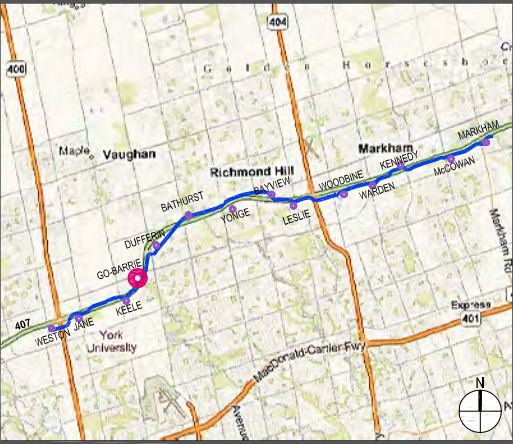 404
400
Golden Horseshoe
Maple
Vaughan
Markham
MARKHAM
Richmond Hill
KENNEDY
McCOWAN
BAYVIEW
WOODBINE
WARDEN
BATHURST
YONGE
LESLIE
DUFFERIN
GO-BARRIE
Markham Rd
KEELE
407
WESTON
JANE
York
University
Express
401
MacDonald-Cartier Fwy
N